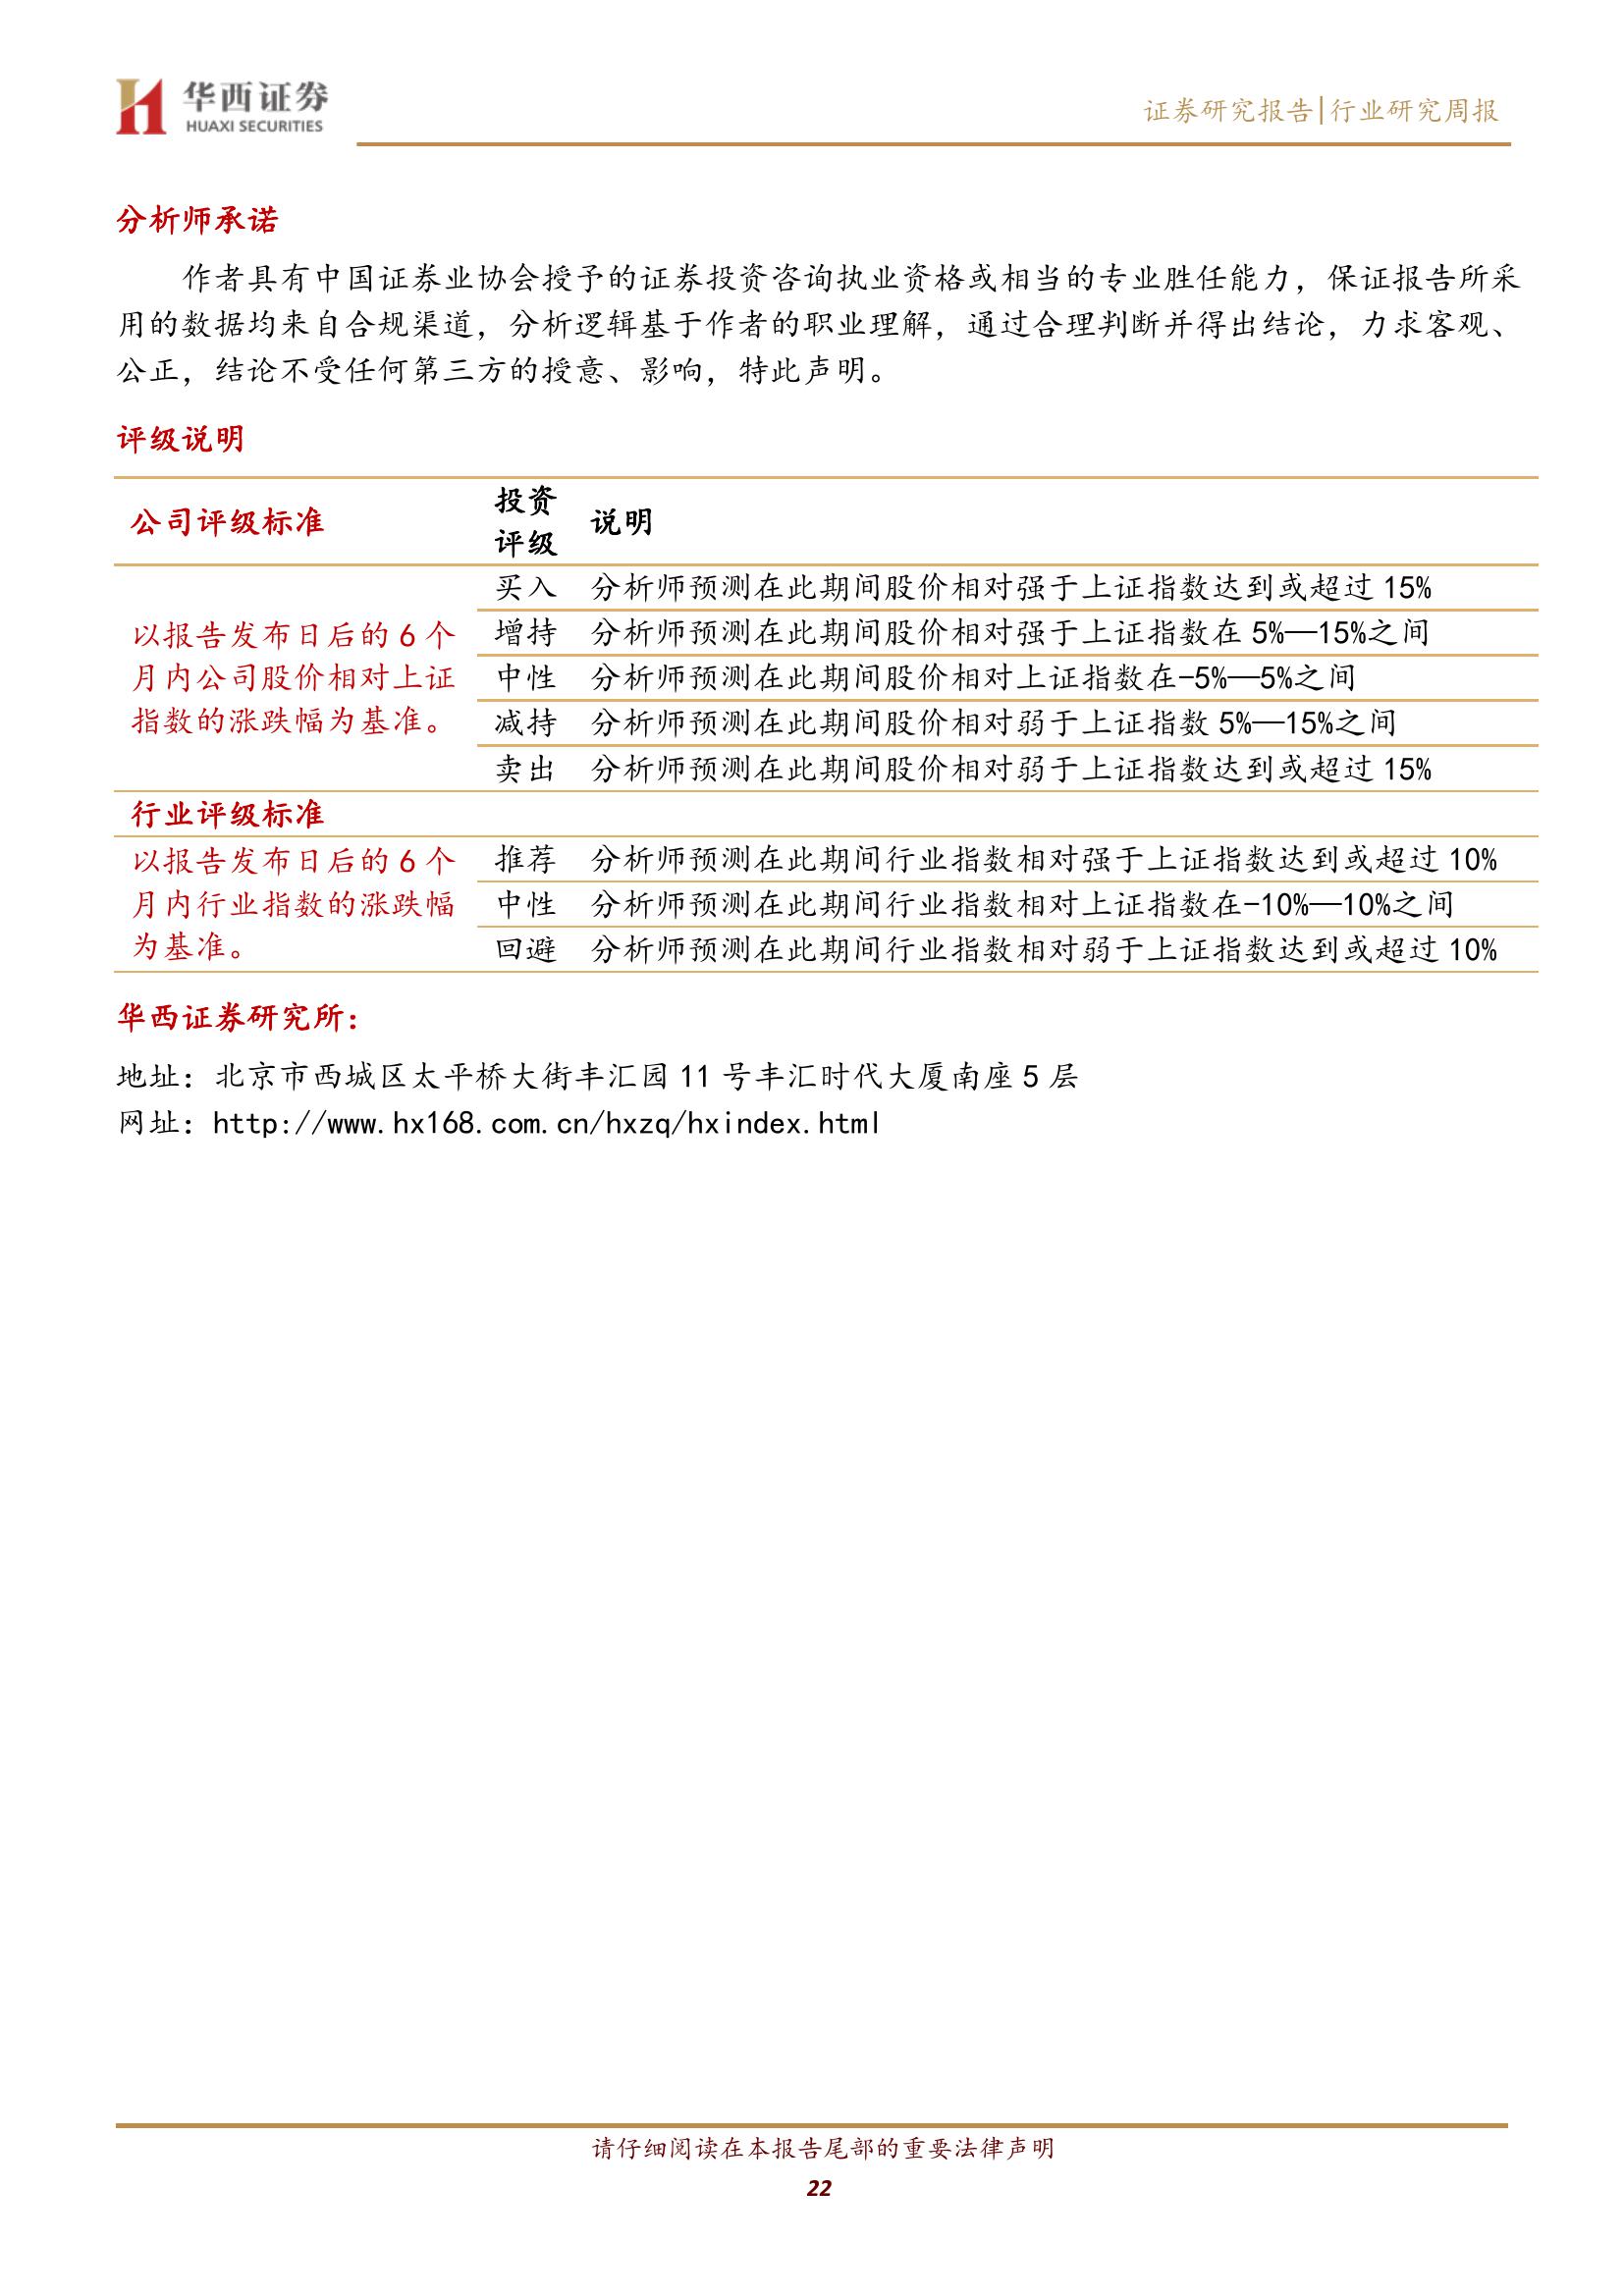 华西证券
HUAXI SECURITIES
证券研究报告|行业研究周报
分析师承诺
作者具有中国证券业协会授予的证券投资咨询执业资格或相当的专业胜任能力，保证报告所采
用的数据均来自合规渠道，分析逻辑基于作者的职业理解，通过合理判断并得出结论，力求客观、
公正，结论不受任何第三方的授意、影响，特此声明。
评级说明
公司评级标准
投资
评级
说明
以报告发布日后的 6 个
月内公司股价相对上证
指数的涨跌幅为基准。
买入 分析师预测在此期间股价相对强于上证指数达到或超过 15%
增持 分析师预测在此期间股价相对强于上证指数在 5%—15%之间
中性 分析师预测在此期间股价相对上证指数在-5%—5%之间
减持 分析师预测在此期间股价相对弱于上证指数 5%—15%之间
卖出 分析师预测在此期间股价相对弱于上证指数达到或超过 15%
行业评级标准
以报告发布日后的 6 个
月内行业指数的涨跌幅
为基准。
推荐 分析师预测在此期间行业指数相对强于上证指数达到或超过 10%
中性 分析师预测在此期间行业指数相对上证指数在-10%—10%之间
回避 分析师预测在此期间行业指数相对弱于上证指数达到或超过 10%
华西证券研究所：
地址：北京市西城区太平桥大街丰汇园 11 号丰汇时代大厦南座 5 层
网址：http://www.hx168.com.cn/hxzq/hxindex.html
请仔细阅读在本报告尾部的重要法律声明
22